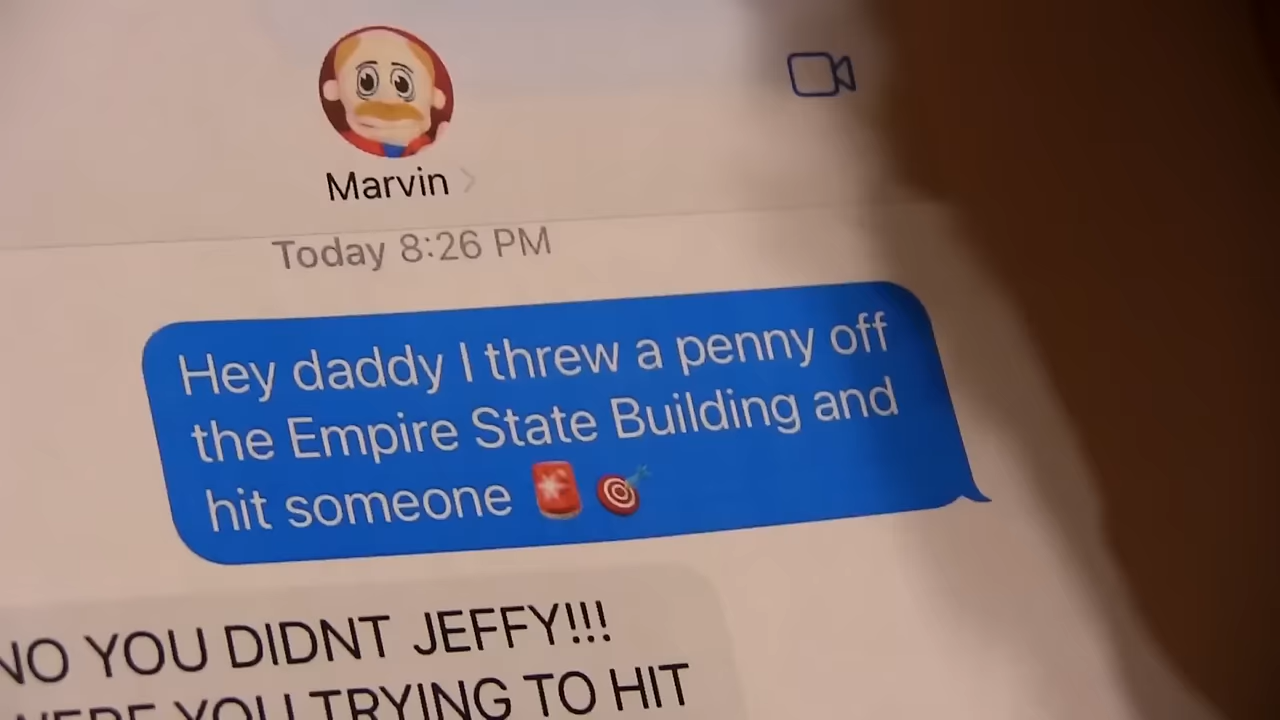 Marvin
Today 8:26 PM
Hey daddy I threw a penny off
the Empire State Building and
hit someone 🚨 🎯
NO YOU DIDNT JEFFY!!!
WERE YOU TRYING TO HIT